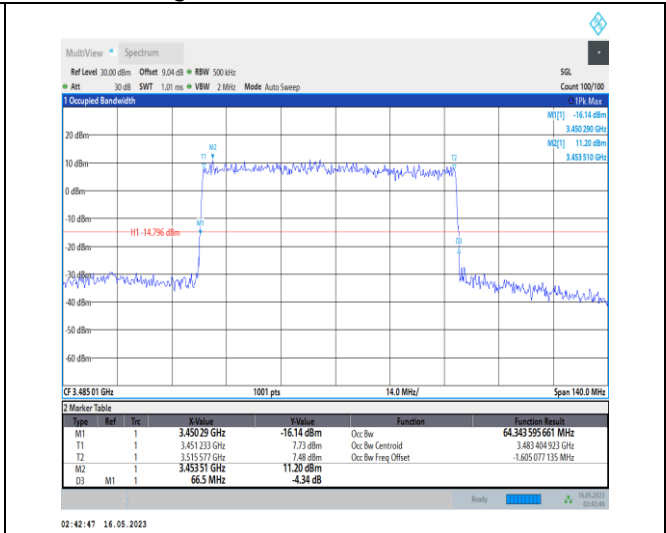 MultiView Spectrum
Ref Level 30.00 dBm Offset 9.04 dB RBW 500 kHz SGL
Att 30 dB SWT 1.01 ms VBW 2 MHz Mode Auto Sweep Count 100/100
1 Occupied Bandwidth 1Pk Max
M1[1] -16.14 dBm
3.450 290 GHz
M2[1] 11.20 dBm
3.453 510 GHz
20 dBm
M2
T1
T2
10 dBm
0 dBm
-10 dBm
M1
H1 -14.796 dBm
D3
-20 dBm
-30 dBm
-40 dBm
-50 dBm
-60 dBm
CF 3.485 01 GHz 1001 pts 14.0 MHz/ Span 140.0 MHz
2 Marker Table
Type Ref Trc X-Value Y-Value Function Function Result
M1 1 3.450 29 GHz -16.14 dBm Occ Bw 64.343 595 661 MHz
T1 1 3.451 233 GHz 7.73 dBm Occ Bw Centroid 3.483 404 923 GHz
T2 1 3.515 577 GHz 7.48 dBm Occ Bw Freq Offset -1.605 077 135 MHz
M2 1 3.453 51 GHz 11.20 dBm
D3 M1 1 66.5 MHz -4.34 dB
Ready 16.05.2023
02:42:48
02:42:47 16.05.2023